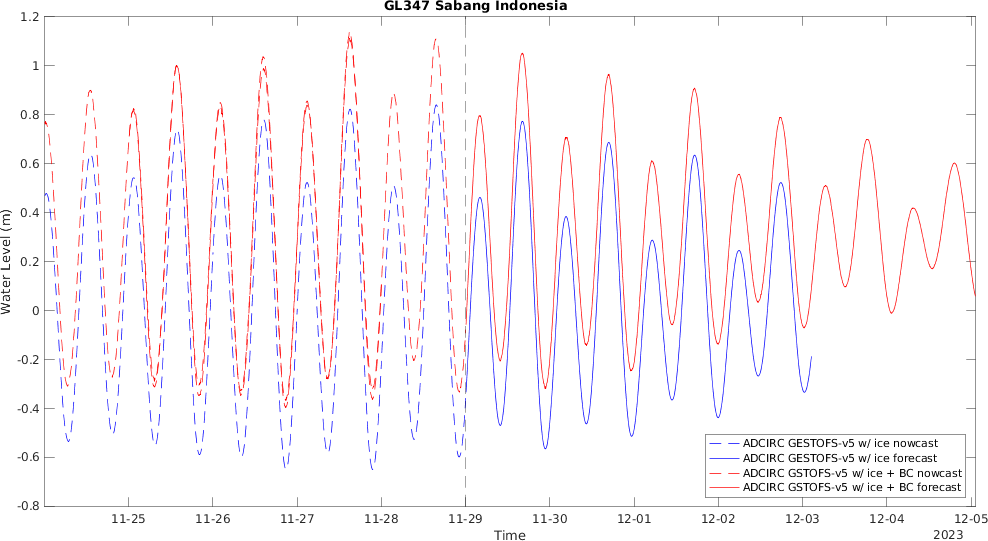 GL347 Sabang Indonesia
1.2
1
0.8
0.6
0.4
0.2
0
-0.2
-0.4
-0.6
-0.8
Water Level (m)
ADCIRC GESTOFS-v5 w/ ice nowcast
ADCIRC GESTOFS-v5 w/ ice forecast
ADCIRC GSTOFS-v5 w/ ice + BC nowcast
ADCIRC GSTOFS-v5 w/ ice + BC forecast
11-25 11-26 11-27 11-28 11-29 11-30 12-01 12-02 12-03 12-04 12-05
Time
2023